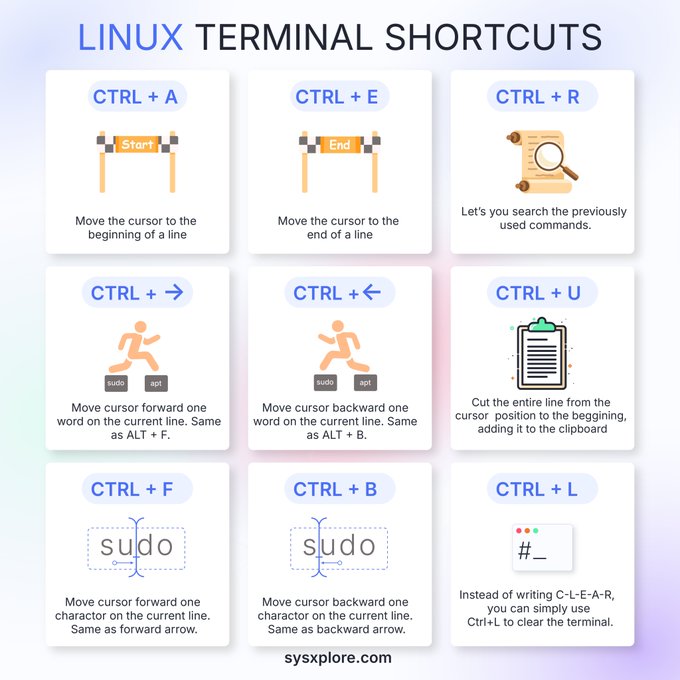 LINUX TERMINAL SHORTCUTS
CTRL + A
Start
Move the cursor to the
beginning of a line
CTRL + E
End
Move the cursor to the
end of a line
CTRL + R
Let's you search the previously
used commands.
CTRL + →
sudo
apt
Move cursor forward one
word on the current line. Same
as ALT + F.
CTRL + ←
sudo
apt
Move cursor backward one
word on the current line. Same
as ALT + B.
CTRL + U
Cut the entire line from the
cursor position to the beggining,
adding it to the clipboard
CTRL + F
sudo
Move cursor forward one
charactor on the current line.
Same as forward arrow.
CTRL + B
sudo
Move cursor backward one
charactor on the current line.
Same as backward arrow.
CTRL + L
#_
Instead of writing C-L-E-A-R,
you can simply use
Ctrl+L to clear the terminal.
sysxplore.com